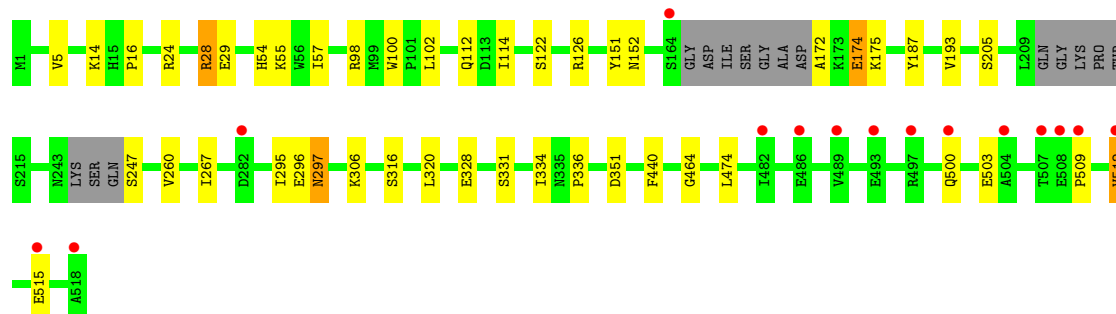 M1 V5 K14 H15 P16 R24 R28 E29 H54 K55 W56 I57 R98 M99 W100 P101 L102 Q112 D113 I114 S122 R126 Y151 N152 S164 GLY ASP ILE SER GLY ALA ASP A172 K173 E174 K175 Y187 V193 S205 L209 GLN GLY LYS PRO
S215 N243 LYS SER GLN S247 V260 I267 D282 I295 E296 N297 K306 S316 L320 E328 S331 I334 N335 P336 D351 F440 G464 L474 I482 E486 V489 E493 R497 Q500 E503 A504 T507 E508 P509
E515 A518